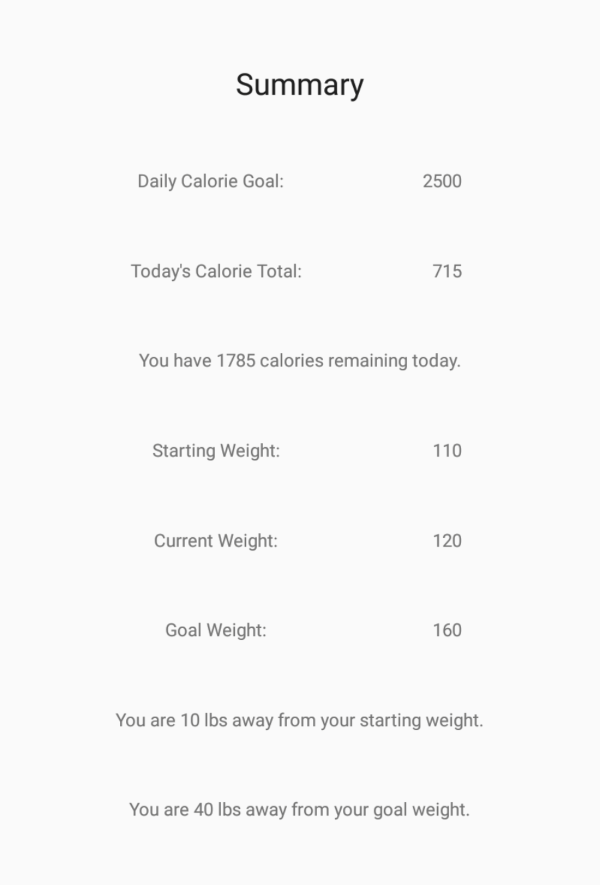 Summary
Daily Calorie Goal: 2500
Today's Calorie Total: 715
You have 1785 calories remaining today.
Starting Weight: 110
Current Weight: 120
Goal Weight: 160
You are 10 lbs away from your starting weight.
You are 40 lbs away from your goal weight.